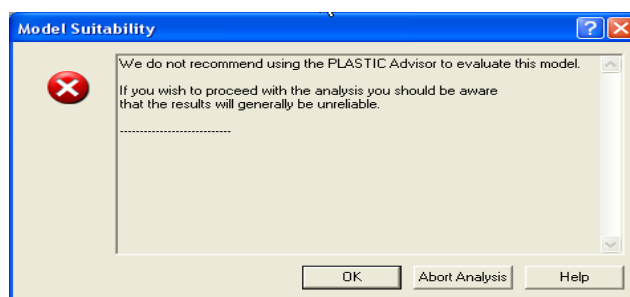 Model Suitability
We do not recommend using the PLASTIC Advisor to evaluate this model.
If you wish to proceed with the analysis you should be aware
that the results will generally be unreliable.
----------------------------
OK
Abort Analysis
Help